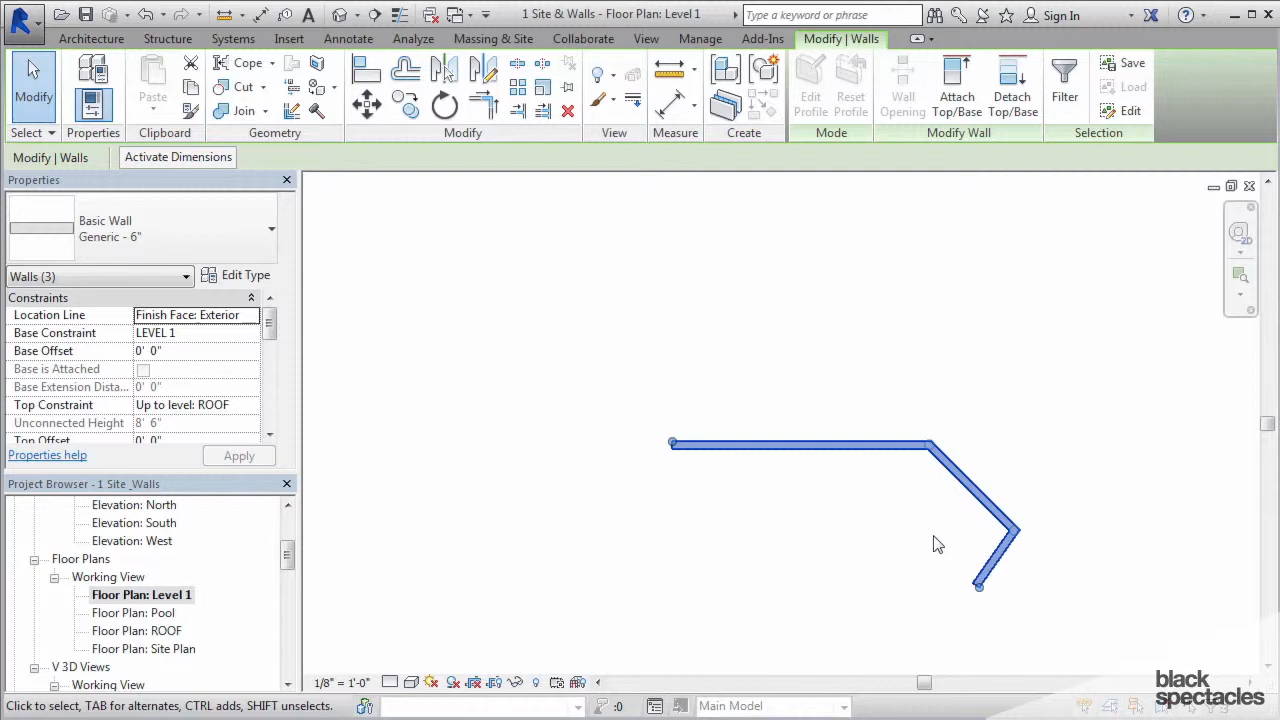 1 Site & Walls - Floor Plan: Level 1
Type a keyword or phrase
Sign In
Architecture Structure Systems Insert Annotate Analyze Massing & Site Collaborate View Manage Add-Ins Modify | Walls
Modify
Paste
Cope
Cut
Join
Edit Profile
Reset Profile
Wall Opening
Attach Top/Base
Detach Top/Base
Filter
Save
Load
Edit
Select Properties Clipboard Geometry Modify View Measure Create Mode Modify Wall Selection
Modify | Walls Activate Dimensions
Properties
Basic Wall
Generic - 6"
Walls (3) Edit Type
Constraints
Location Line Finish Face: Exterior
Base Constraint LEVEL 1
Base Offset 0' 0"
Base is Attached
Base Extension Dista... 0' 0"
Top Constraint Up to level: ROOF
Unconnected Height 8' 6"
Top Offset 0' 0"
Properties help Apply
Project Browser - 1 Site _Walls
Elevation: North
Elevation: South
Elevation: West
Floor Plans
Working View
Floor Plan: Level 1
Floor Plan: Pool
Floor Plan: ROOF
Floor Plan: Site Plan
V 3D Views
Working View
2D
1/8" = 1'-0"
Click to select, TAB for alternates, CTRL adds, SHIFT unselects.
:0
Main Model
black
spectacles